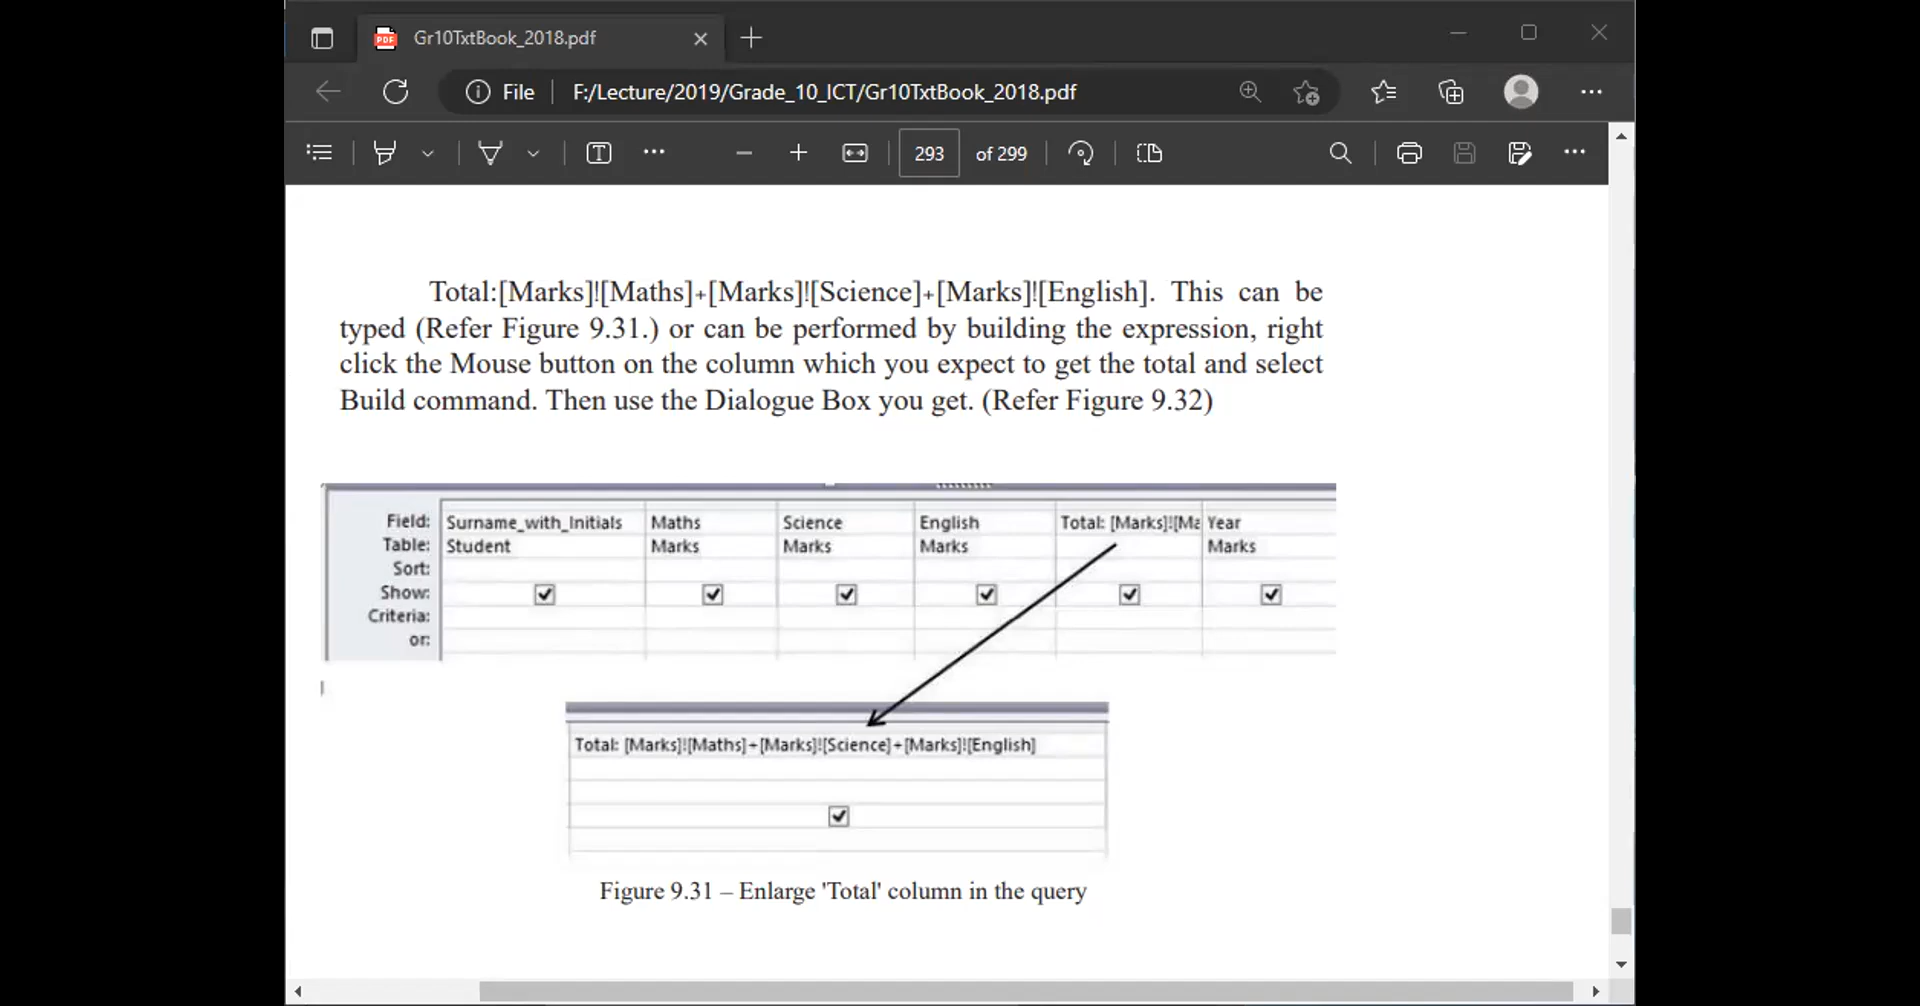 Gr10TxtBook_2018.pdf
File F:/Lecture/2019/Grade_10_ICT/Gr10TxtBook_2018.pdf
293 of 299
Total:[Marks]![Maths]+[Marks]![Science]+[Marks]![English]. This can be
typed (Refer Figure 9.31.) or can be performed by building the expression, right
click the Mouse button on the column which you expect to get the total and select
Build command. Then use the Dialogue Box you get. (Refer Figure 9.32)
Field: Surname_with_Initials Maths Science English Total: [Marks]![Ma Year
Table: Student Marks Marks Marks Marks
Sort:
Show:
Criteria:
or:
Total: [Marks]![Maths]+[Marks]![Science]+[Marks]![English]
Figure 9.31 – Enlarge 'Total' column in the query